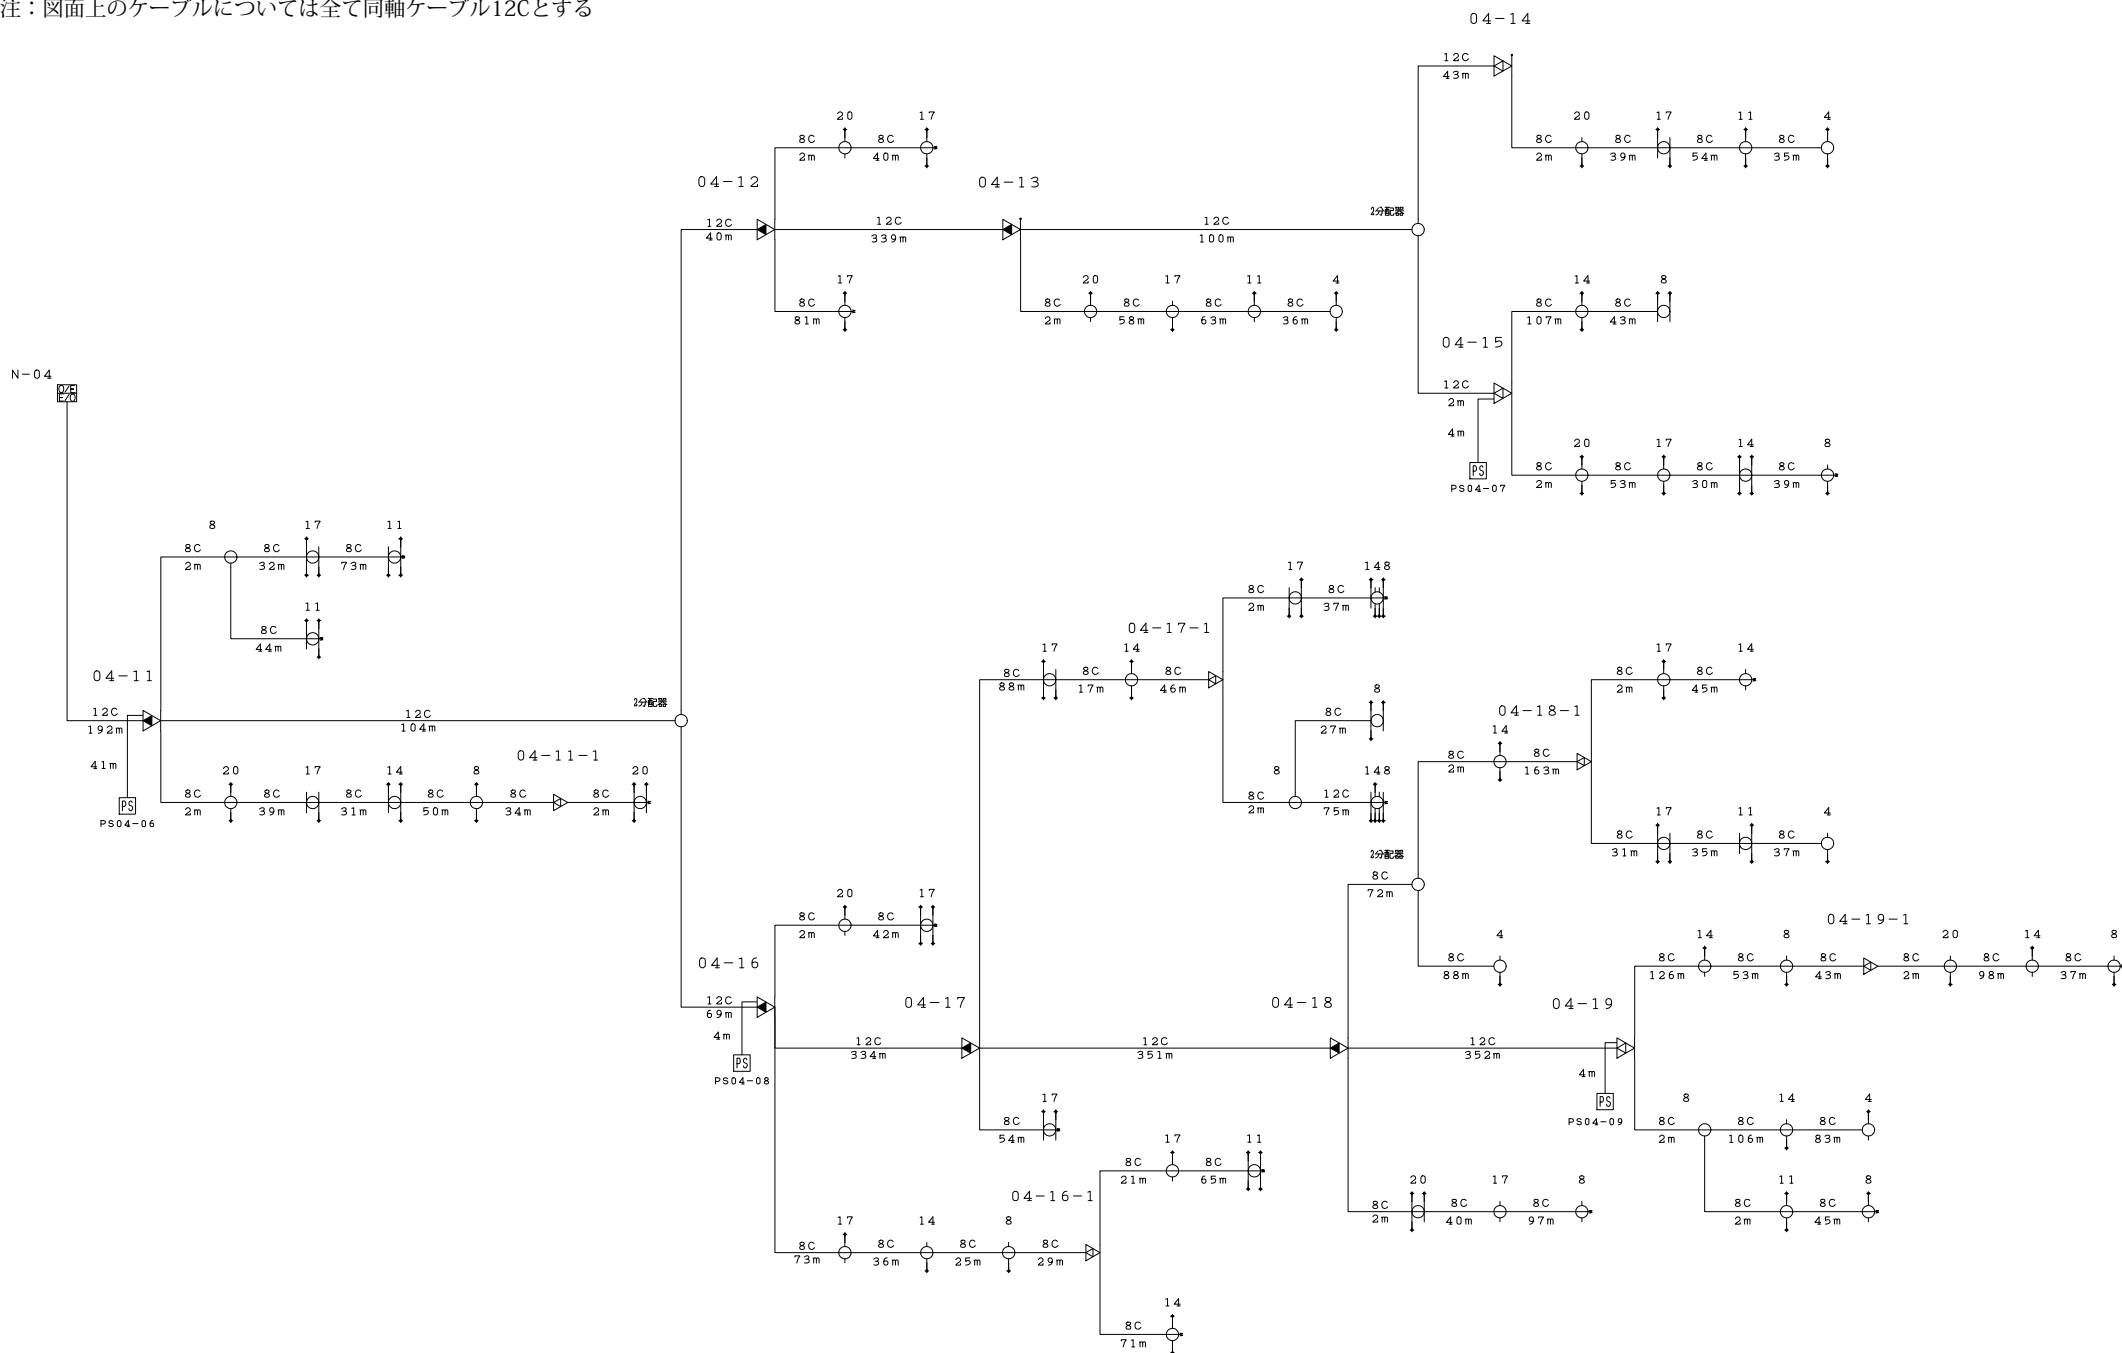 注：図面上のケーブルについては全て同軸ケーブル12Cとする
04-14
12C
43m
20 17
8C 8C
2m 40m
20 17 11 4
8C 8C 8C 8C
2m 39m 54m 35m
04-12 04-13
2分配器
12C 12C 12C
40m 339m 100m
17
8C
81m
20 17 11 4
8C 8C 8C 8C
2m 58m 63m 36m
14 8
8C 8C
107m 43m
04-15
12C
2m
4m
PS
PS04-07
20 17 14 8
8C 8C 8C 8C
2m 53m 30m 39m
N-04
O/E
E/O
8 17 11
8C 8C 8C
2m 32m 73m
11
8C
44m
04-11
2分配器
12C 12C
192m 104m
41m
PS
PS04-06
04-11-1
20 17 14 8 20
8C 8C 8C 8C 8C 8C
2m 39m 31m 50m 34m 2m
17 148
8C 8C
2m 37m
04-17-1
17 14
8C 8C 8C
88m 17m 46m
8
8C
27m
8 148
8C 12C
2m 75m
17 14
8C 8C
2m 45m
04-18-1
14
8C 8C
2m 163m
17 11 4
8C 8C 8C
31m 35m 37m
2分配器
8C
72m
4
8C
88m
20 17
8C 8C
2m 42m
04-16
12C
69m
4m
PS
PS04-08
04-17 04-18 04-19
12C 12C 12C
334m 351m 352m
4m
PS
PS04-09
04-19-1
14 8 20 14 8
8C 8C 8C 8C 8C 8C
126m 53m 43m 2m 98m 37m
17
8C
54m
8 14 4
8C 8C 8C
2m 106m 83m
11 8
8C 8C
2m 45m
20 17 8
8C 8C 8C
2m 40m 97m
17 11
8C 8C
21m 65m
04-16-1
17 14 8
8C 8C 8C 8C
73m 36m 25m 29m
14
8C
71m